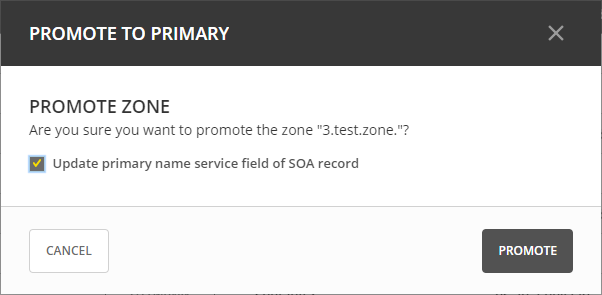 PROMOTE TO PRIMARY
PROMOTE ZONE
Are you sure you want to promote the zone "3.test.zone."?
Update primary name service field of SOA record
CANCEL
PROMOTE